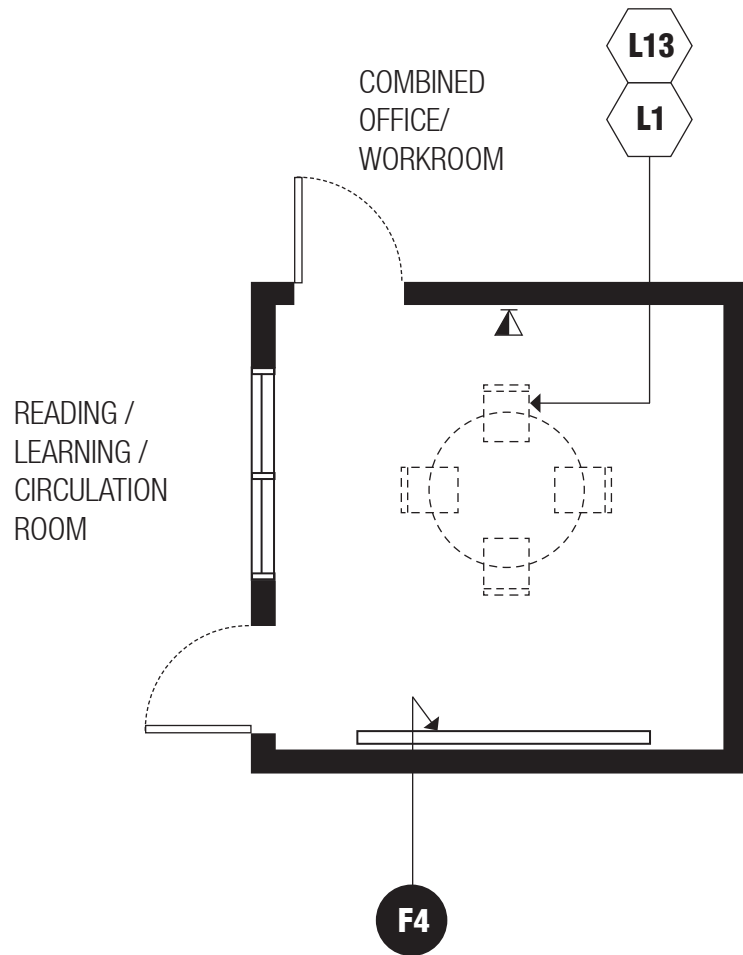 L13
L1
COMBINED
OFFICE/
WORKROOM
READING /
LEARNING /
CIRCULATION
ROOM
F4